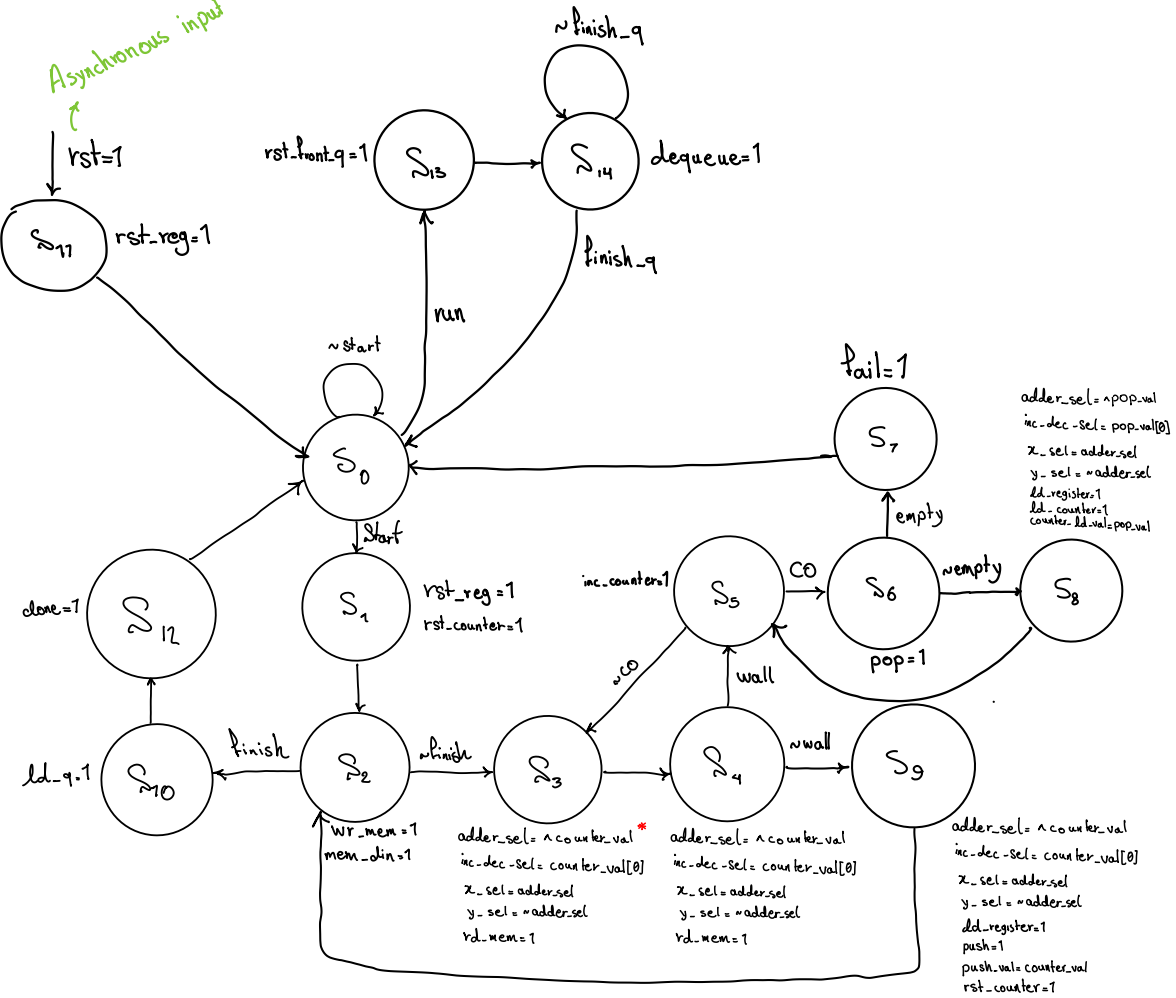 Asynchronous input
rst=1
S11
rst_reg=1
~finish_q
rst_front_q=1
S13
S14
dequeue=1
finish_q
run
~start
S0
start
S1
rst_reg=1
rst_counter=1
fail=1
S7
empty
adder_sel=^pop_val
inc-dec-sel=pop_val[0]
x_sel=adder_sel
y_sel=~adder_sel
ld_register=1
ld_counter=1
counter_ld_val=pop_val
inc_counter=1
S5
CO
S6
pop=1
~empty
S8
done=1
S12
~CO
wall
ld_q=1
S10
finish
S2
wr_mem=1
mem_din=1
~finish
S3
adder_sel=^counter_val*
inc-dec-sel=counter_val[0]
x_sel=adder_sel
y_sel=~adder_sel
rd_mem=1
S4
adder_sel=^counter_val
inc-dec-sel=counter_val[0]
x_sel=adder_sel
y_sel=~adder_sel
rd_mem=1
~wall
S9
adder_sel=^counter_val
inc-dec-sel=counter_val[0]
x_sel=adder_sel
y_sel=~adder_sel
ld_register=1
push=1
push_val=counter_val
rst_counter=1